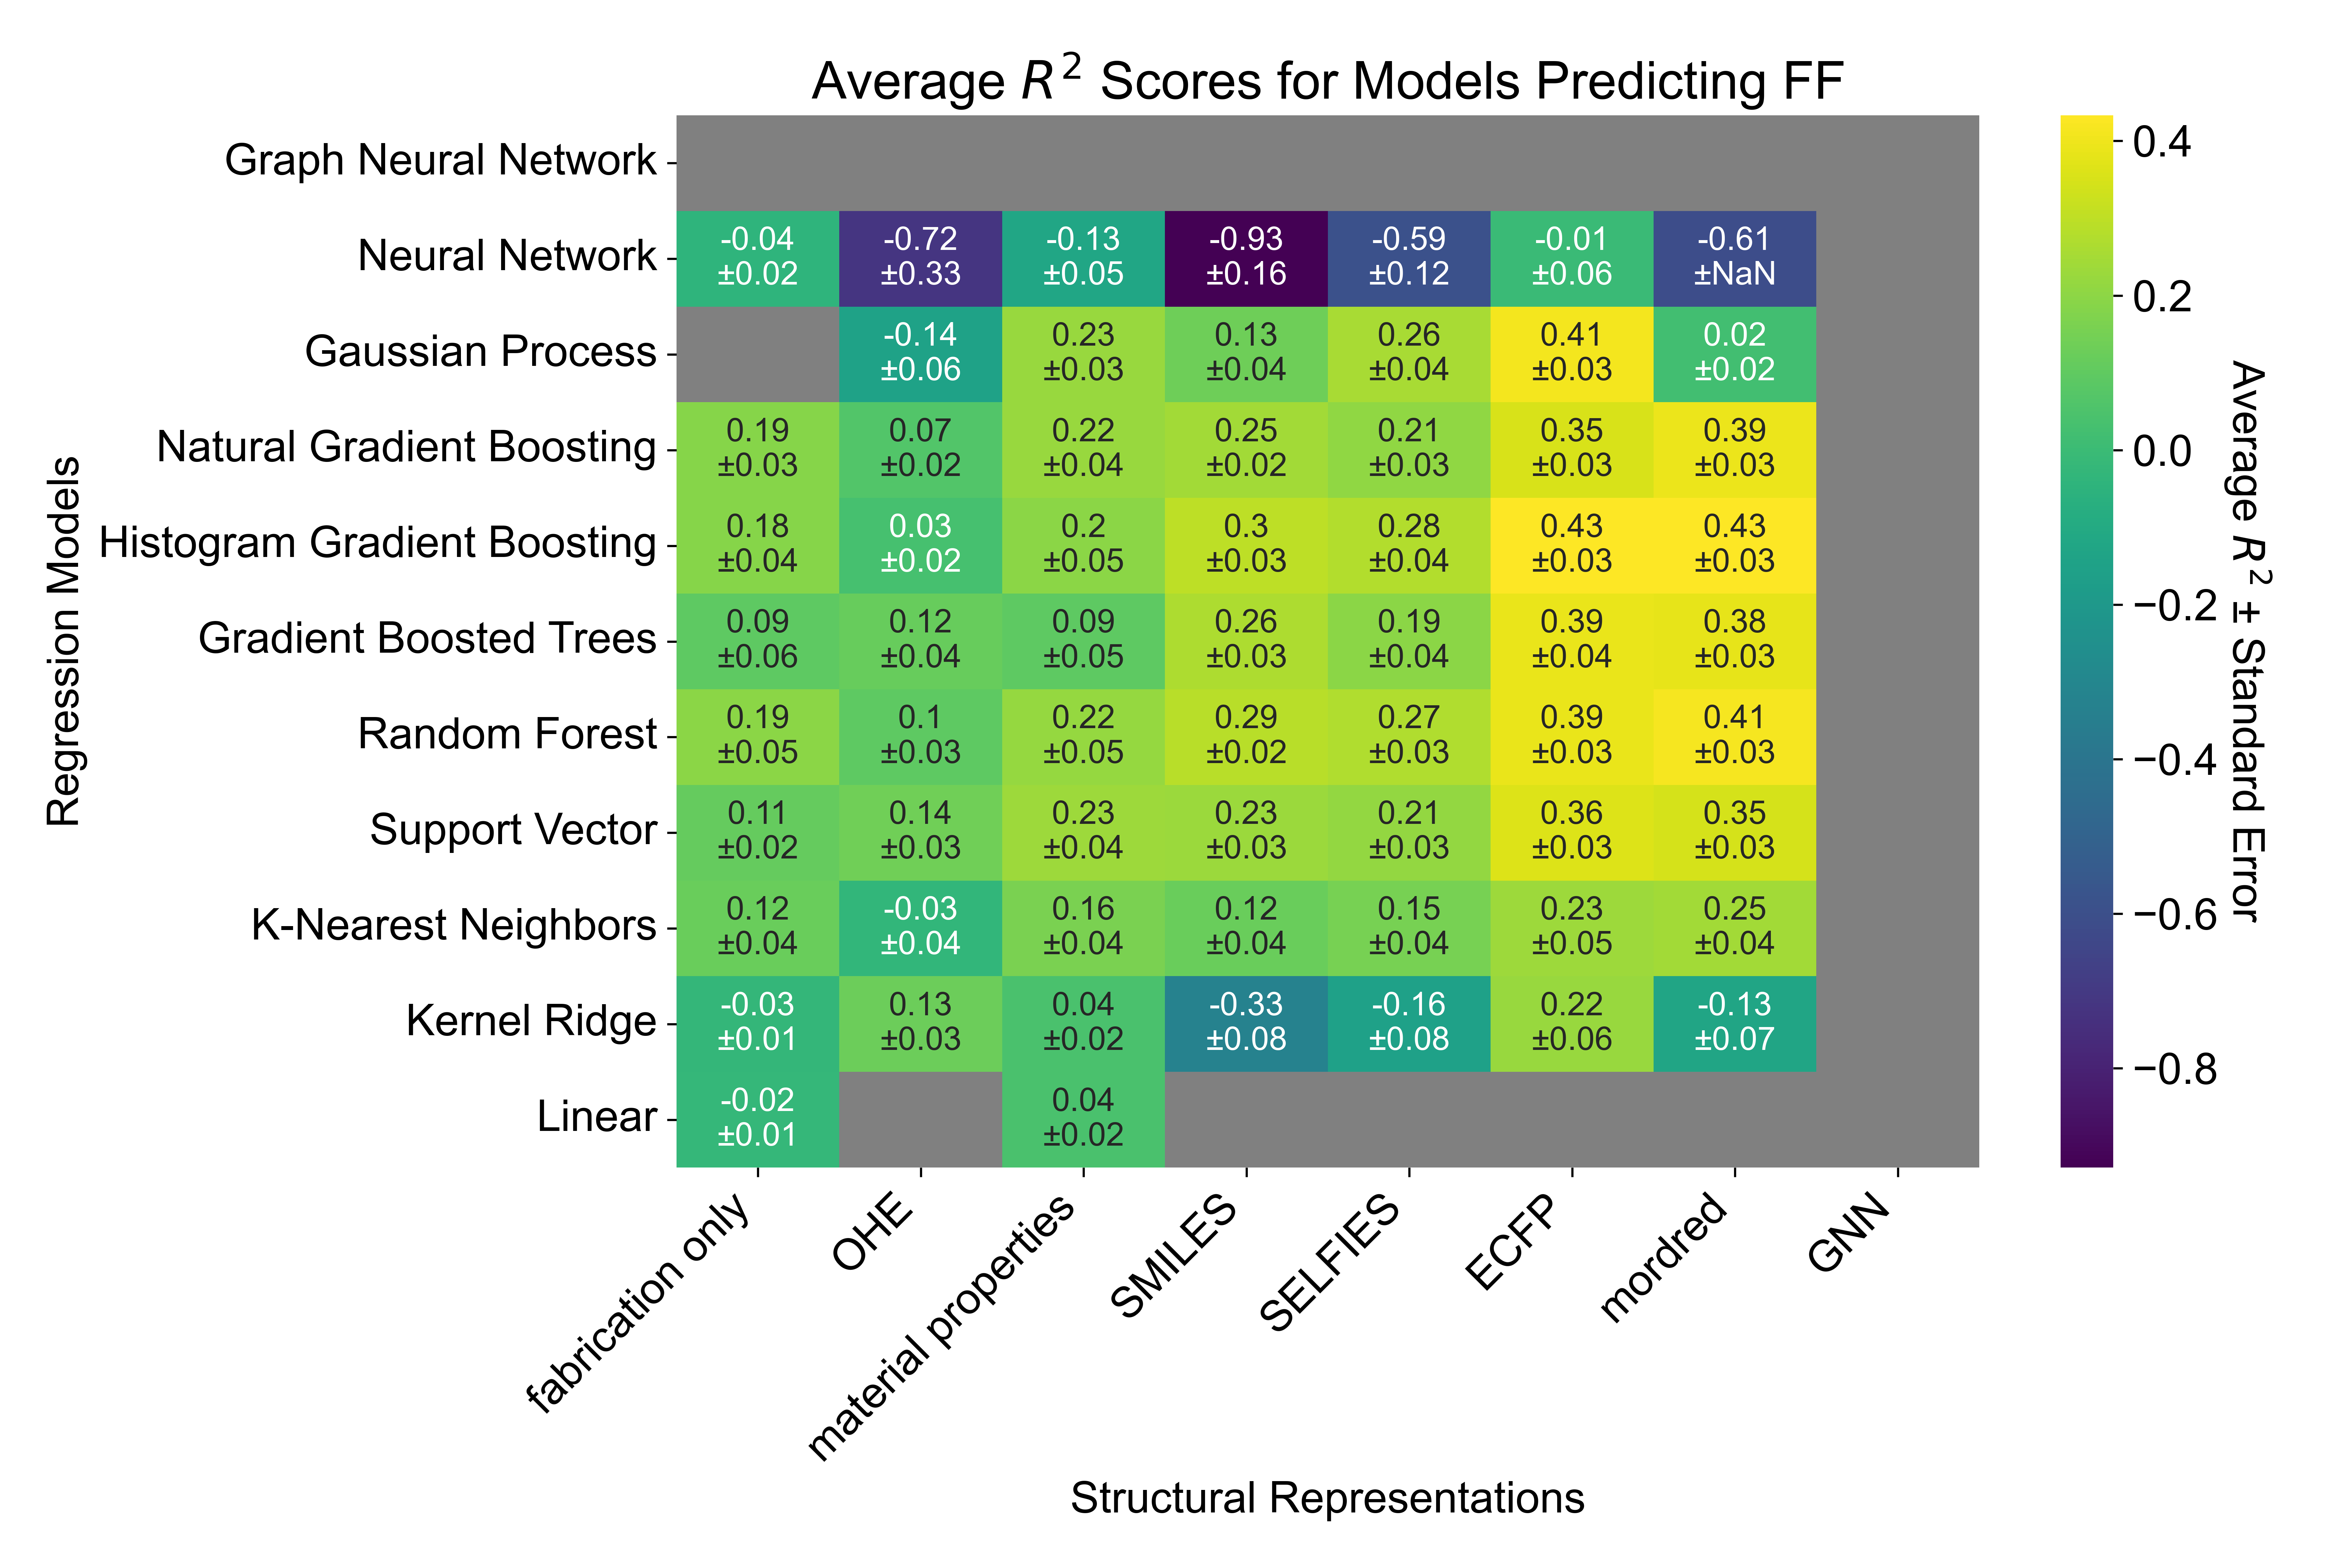 Average R² Scores for Models Predicting FF
Regression Models
Graph Neural Network
Neural Network
-0.04 -0.72 -0.13 -0.93 -0.59 -0.01 -0.61
±0.02 ±0.33 ±0.05 ±0.16 ±0.12 ±0.06 ±NaN
Gaussian Process
-0.14 0.23 0.13 0.26 0.41 0.02
±0.06 ±0.03 ±0.04 ±0.04 ±0.03 ±0.02
Natural Gradient Boosting
0.19 0.07 0.22 0.25 0.21 0.35 0.39
±0.03 ±0.02 ±0.04 ±0.02 ±0.03 ±0.03 ±0.03
Histogram Gradient Boosting
0.18 0.03 0.2 0.3 0.28 0.43 0.43
±0.04 ±0.02 ±0.05 ±0.03 ±0.04 ±0.03 ±0.03
Gradient Boosted Trees
0.09 0.12 0.09 0.26 0.19 0.39 0.38
±0.06 ±0.04 ±0.05 ±0.03 ±0.04 ±0.04 ±0.03
Random Forest
0.19 0.1 0.22 0.29 0.27 0.39 0.41
±0.05 ±0.03 ±0.05 ±0.02 ±0.03 ±0.03 ±0.03
Support Vector
0.11 0.14 0.23 0.23 0.21 0.36 0.35
±0.02 ±0.03 ±0.04 ±0.03 ±0.03 ±0.03 ±0.03
K-Nearest Neighbors
0.12 -0.03 0.16 0.12 0.15 0.23 0.25
±0.04 ±0.04 ±0.04 ±0.04 ±0.04 ±0.05 ±0.04
Kernel Ridge
-0.03 0.13 0.04 -0.33 -0.16 0.22 -0.13
±0.01 ±0.03 ±0.02 ±0.08 ±0.08 ±0.06 ±0.07
Linear
-0.02 0.04
±0.01 ±0.02
fabrication only
OHE
material properties
SMILES
SELFIES
ECFP
mordred
GNN
Structural Representations
0.4
0.2
0.0
−0.2
−0.4
−0.6
−0.8
Average R² ± Standard Error